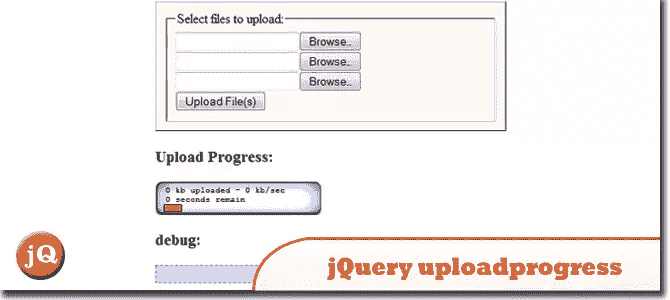 Select files to upload:
Browse..
Browse..
Browse..
Upload File(s)
Upload Progress:
0 kb uploaded - 0 kb/sec
0 seconds remain
debug:
jQ
jQuery uploadprogress